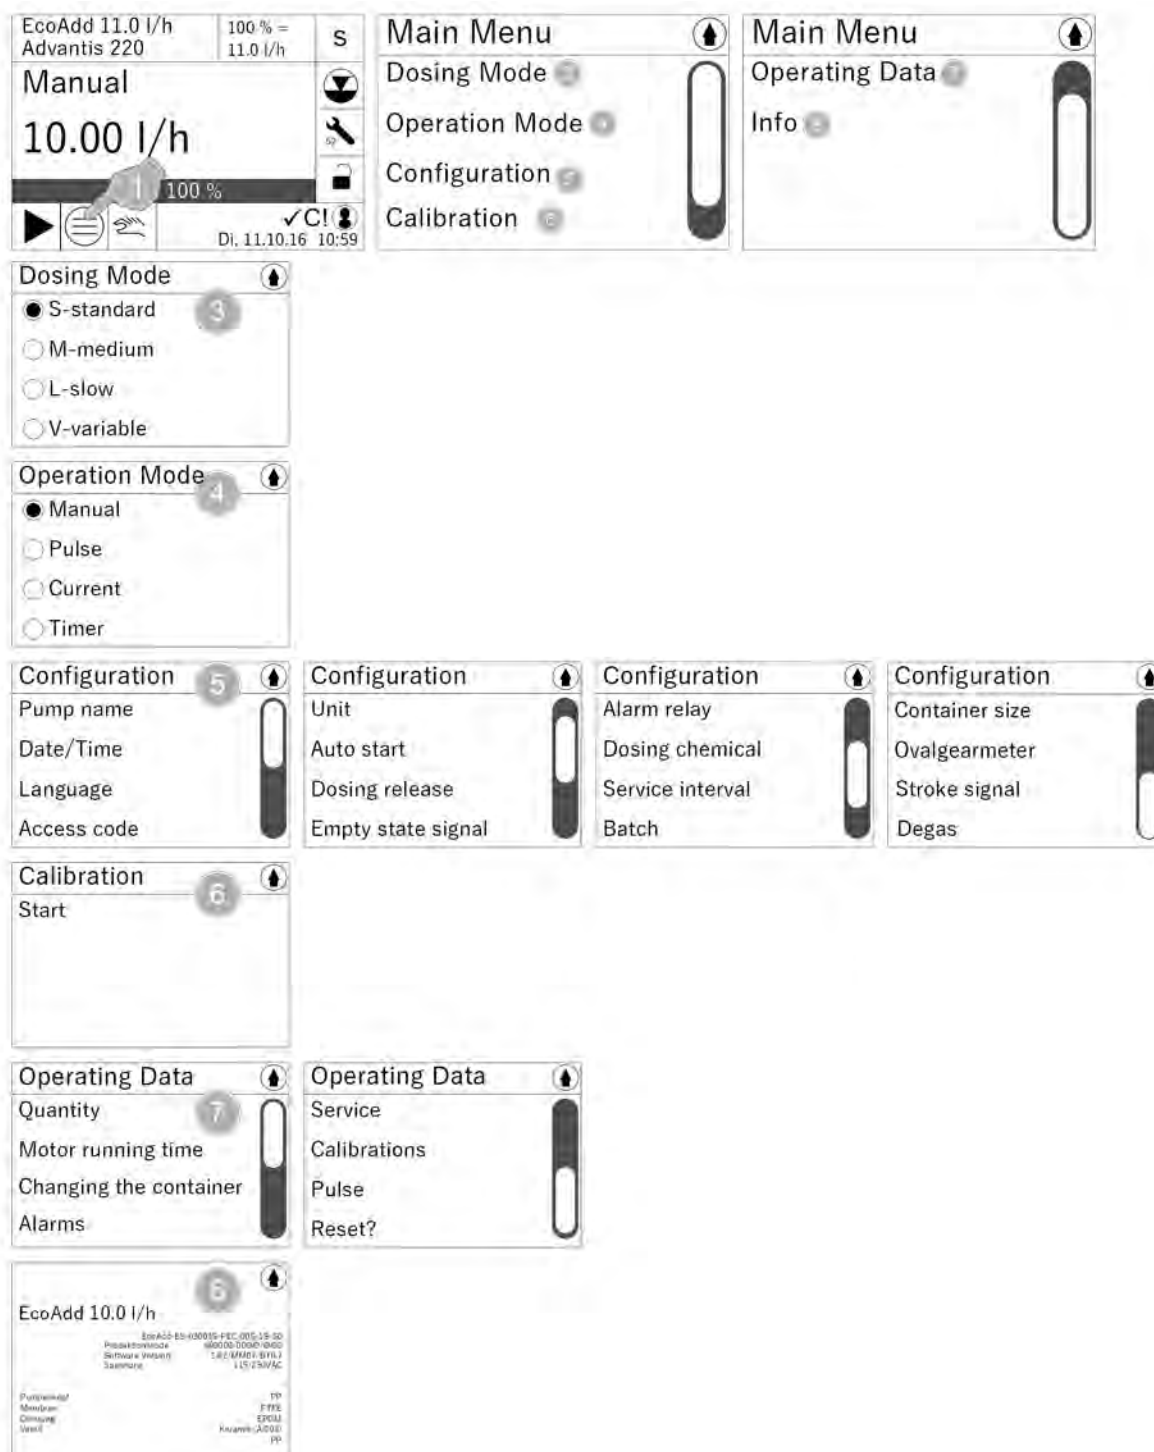 EcoAdd 11.0 l/h
Advantis 220
100 % =
11.0 l/h
S
Manual
10.00 l/h
1
100 %
✓C!
Di, 11.10.16 10:59
Main Menu
Dosing Mode
Operation Mode
Configuration
Calibration
Main Menu
Operating Data
Info
Dosing Mode
3
S-standard
M-medium
L-slow
V-variable
Operation Mode
4
Manual
Pulse
Current
Timer
Configuration
5
Pump name
Date/Time
Language
Access code
Configuration
Unit
Auto start
Dosing release
Empty state signal
Configuration
Alarm relay
Dosing chemical
Service interval
Batch
Configuration
Container size
Ovalgearmeter
Stroke signal
Degas
Calibration
6
Start
Operating Data
7
Quantity
Motor running time
Changing the container
Alarms
Operating Data
Service
Calibrations
Pulse
Reset?
EcoAdd 10.0 l/h
Software Version
PP
EPDM
PP